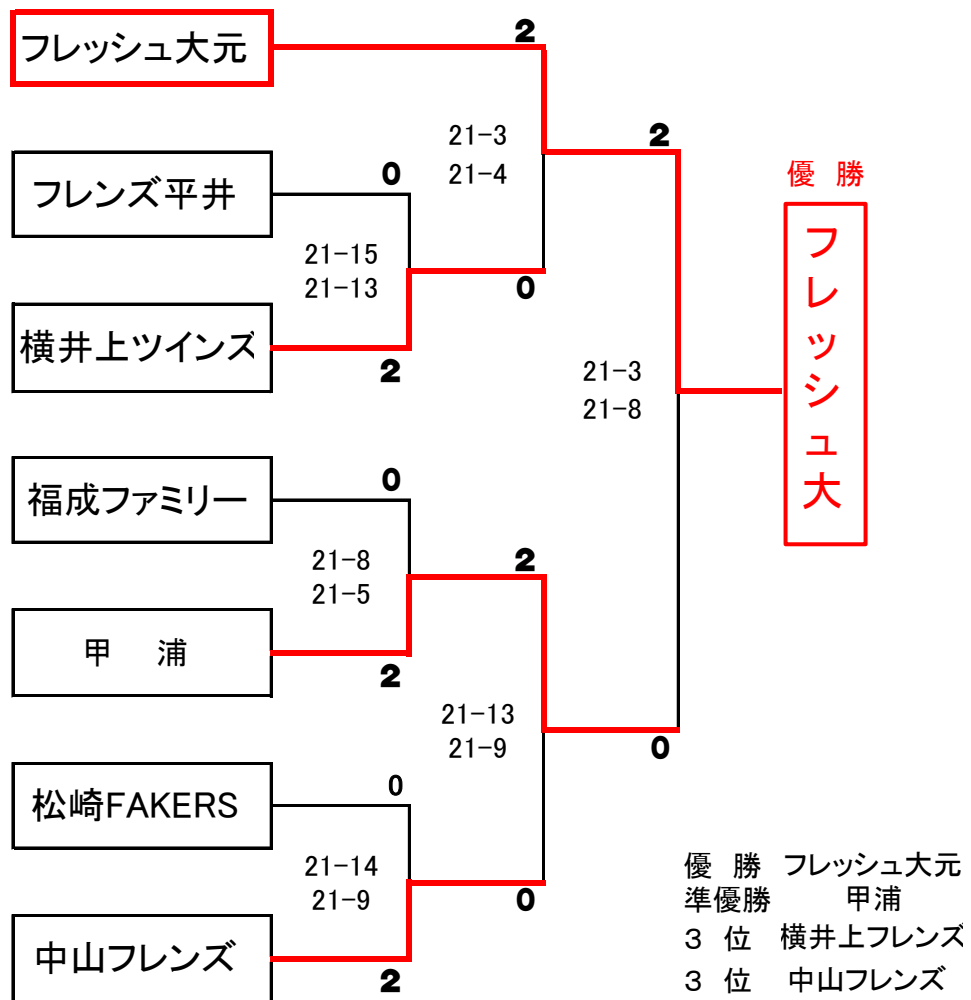 フレッシュ大元
2
21-3
21-4
2
優 勝
フレッシュ大
フレンズ平井
0
21-15
21-13
0
横井上ツインズ
2
21-3
21-8
福成ファミリー
0
21-8
21-5
2
甲 浦
2
21-13
21-9
0
松崎FAKERS
0
21-14
21-9
0
中山フレンズ
2
優 勝 フレッシュ大元
準優勝 甲浦
3 位 横井上フレンズ
3 位 中山フレンズ